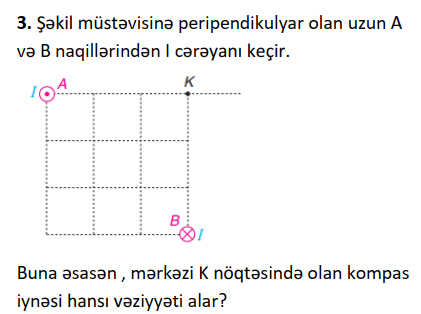 3. Şəkil müstəvisinə peripendikulyar olan uzun A
və B naqillərindən I cərəyanı keçir.
I A K
B I
Buna əsasən , mərkəzi K nöqtəsində olan kompas
iynəsi hansı vəziyyəti alar?